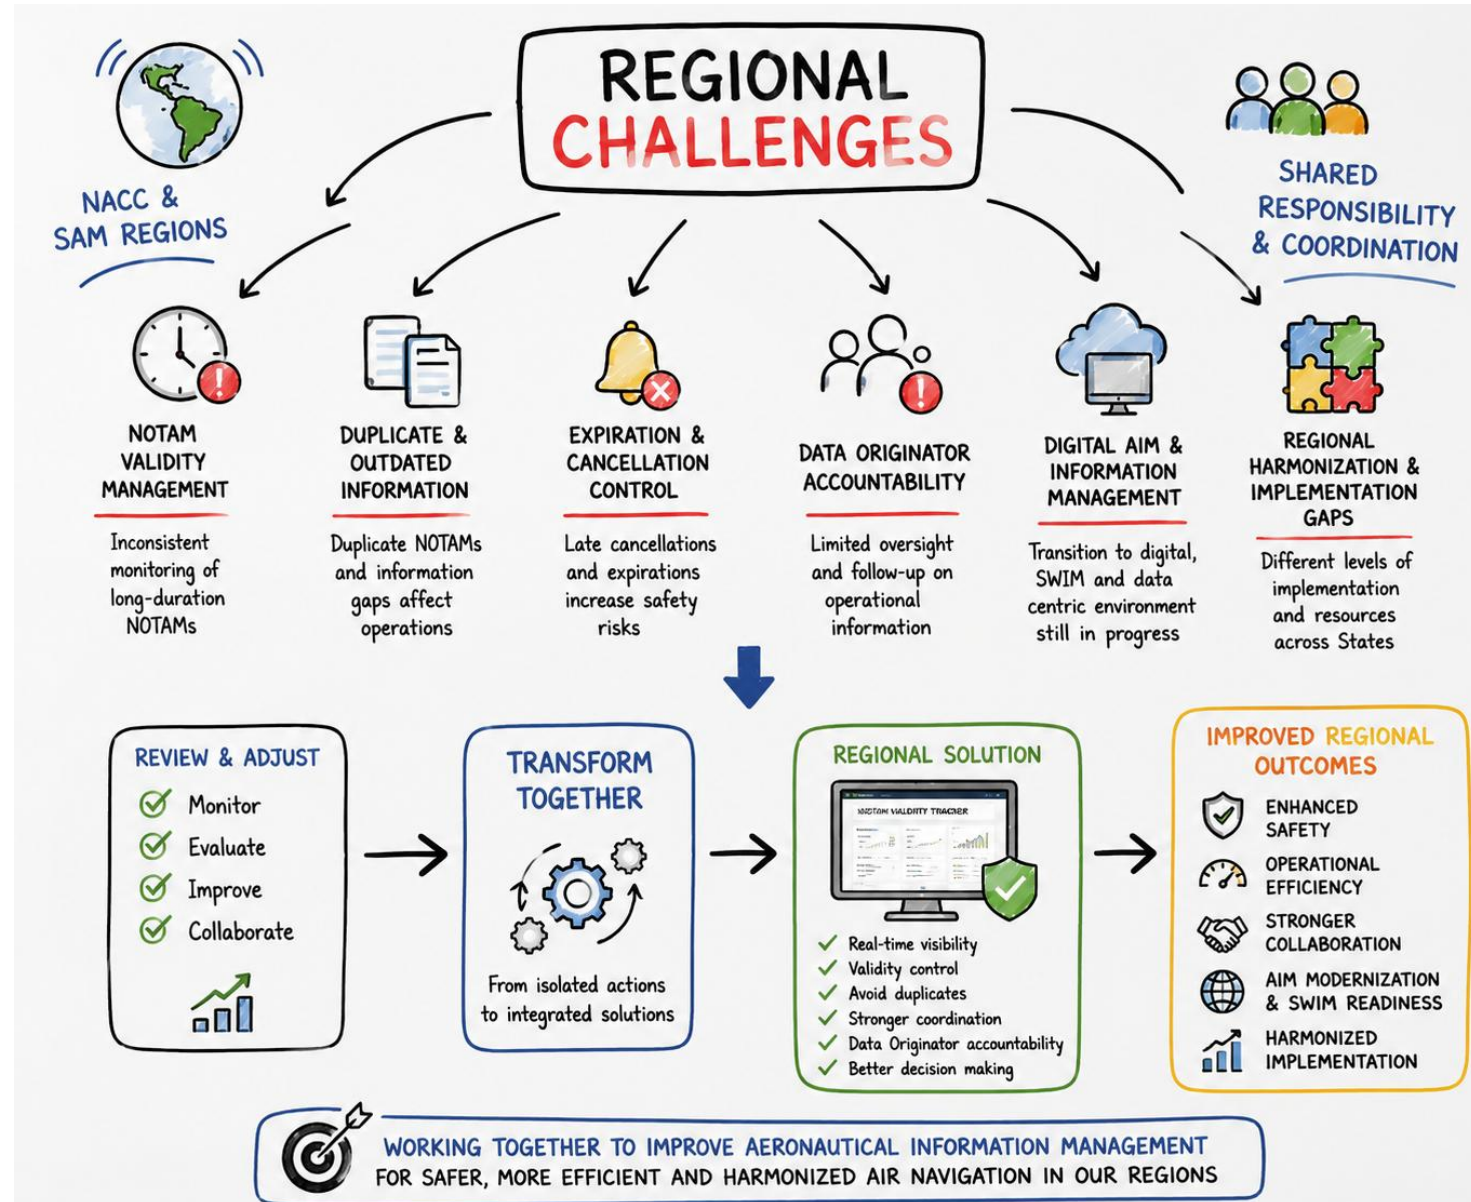 REGIONAL
CHALLENGES
NACC &
SAM REGIONS
SHARED
RESPONSIBILITY
& COORDINATION
NOTAM
VALIDITY
MANAGEMENT
Inconsistent
monitoring of
long-duration
NOTAMs
DUPLICATE &
OUTDATED
INFORMATION
Duplicate NOTAMs
and information
gaps affect
operations
EXPIRATION &
CANCELLATION
CONTROL
Late cancellations
and expirations
increase safety
risks
DATA ORIGINATOR
ACCOUNTABILITY
Limited oversight
and follow-up on
operational
information
DIGITAL AIM &
INFORMATION
MANAGEMENT
Transition to digital,
SWIM and data
centric environment
still in progress
REGIONAL
HARMONIZATION &
IMPLEMENTATION
GAPS
Different levels of
implementation
and resources
across States
REVIEW & ADJUST
Monitor
Evaluate
Improve
Collaborate
TRANSFORM
TOGETHER
From isolated actions
to integrated solutions
REGIONAL SOLUTION
TRACKER
Real-time visibility
Validity control
Avoid duplicates
Stronger coordination
Data Originator accountability
Better decision making
IMPROVED REGIONAL
OUTCOMES
ENHANCED
SAFETY
OPERATIONAL
EFFICIENCY
STRONGER
COLLABORATION
AIM MODERNIZATION
& SWIM READINESS
HARMONIZED
IMPLEMENTATION
WORKING TOGETHER TO IMPROVE AERONAUTICAL INFORMATION MANAGEMENT
FOR SAFER, MORE EFFICIENT AND HARMONIZED AIR NAVIGATION IN OUR REGIONS